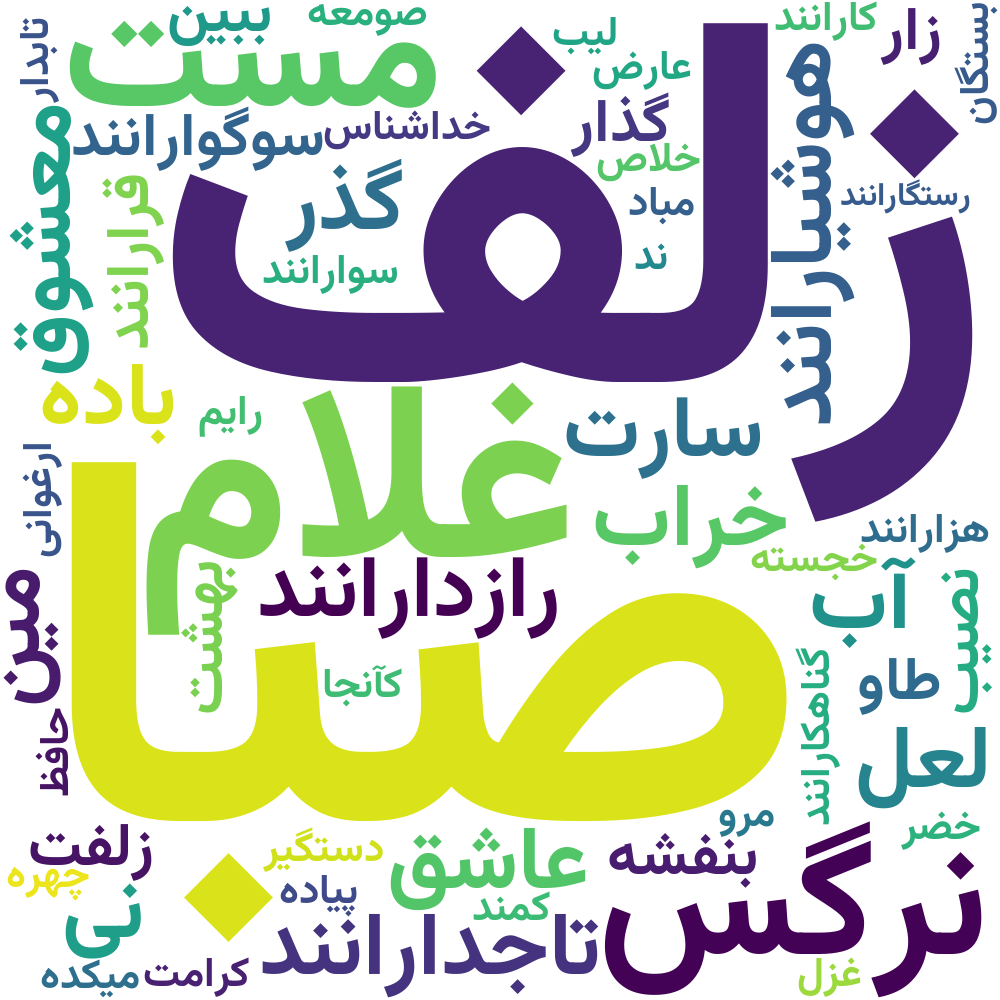 زلف
صبا
غلام
نرگس
مست
ببین
صومعه
لیب
کارانند
زار
بستگان
تابدار
عارض
گذار
هوشیارانند
سوگوارانند
خداشناس
خلاص
معشوق
قرارانند
گذر
مباد
رستگارانند
ند
سوارانند
باده
رایم
سارت
ارغوانی
خراب
هزارانند
خجسته
رازدارانند
بهشت
آب
نصیب
مین
کآنجا
طاو
گناهکارانند
حافظ
لعل
مرو
خضر
زلفت
چهره
دستگیر
عاشق
بنفشه
پیاده
کمند
نی
تاجدارانند
میکده
کرامت
غزل